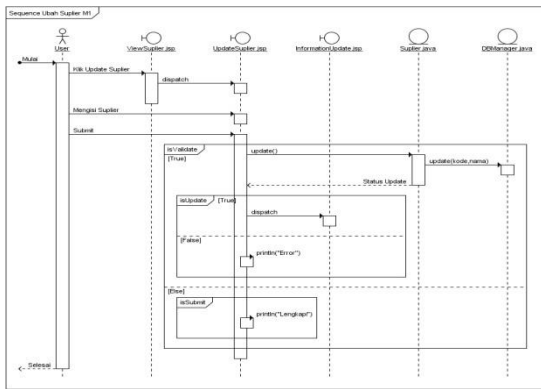 Sequence Ubah Suplier M1
User
ViewSuplier.jsp
UpdateSuplier.jsp
InformationUpdate.jsp
Suplier.java
DBManager.java
Mulai
Klik Update Suplier
dispatch
Mengisi Suplier
Submit
isValidate
[True]
update()
update(kode,nama)
Status Update
isUpdate
[True]
dispatch
[False]
println("Error")
[Else]
isSubmit
println("Lengkapi")
Selesai